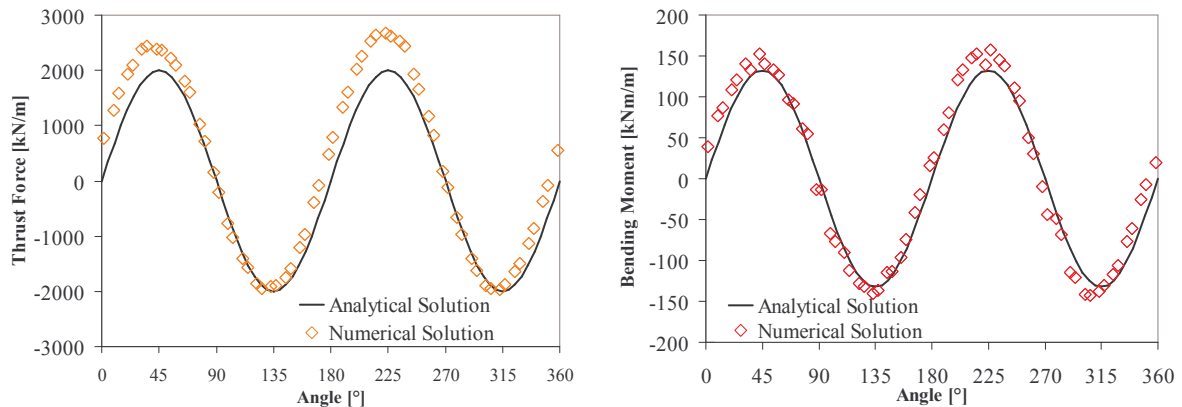 3000
2000
1000
0
-1000
-2000
-3000
Thrust Force [kN/m]
Analytical Solution
Numerical Solution
0 45 90 135 180 225 270 315 360
Angle [°]
200
150
100
50
0
-50
-100
-150
-200
Bending Moment [kNm/m]
Analytical Solution
Numerical Solution
0 45 90 135 180 225 270 315 360
Angle [°]